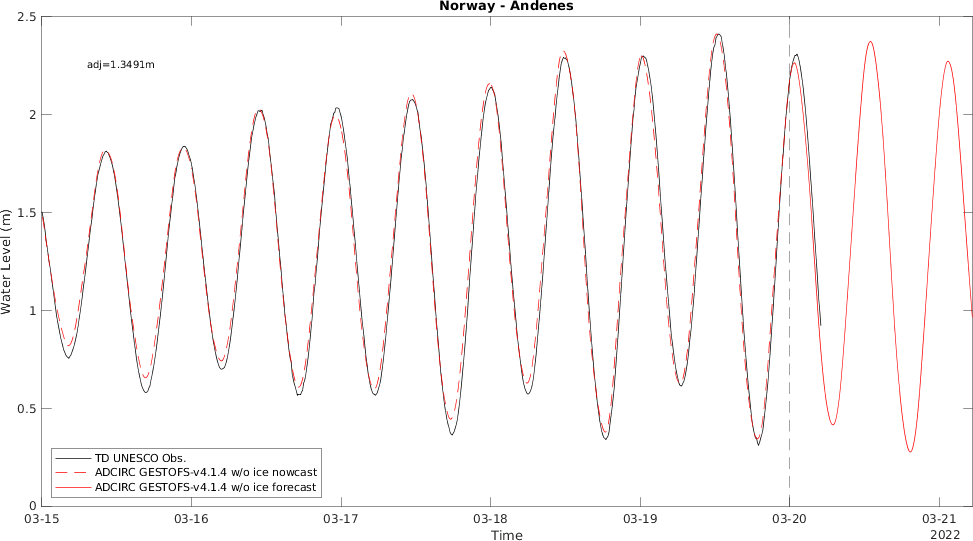 Norway - Andenes
2.5
adj=1.3491m
2
1.5
Water Level (m)
1
0.5
TD UNESCO Obs.
ADCIRC GESTOFS-v4.1.4 w/o ice nowcast
ADCIRC GESTOFS-v4.1.4 w/o ice forecast
0
03-15 03-16 03-17 03-18 03-19 03-20 03-21
Time 2022